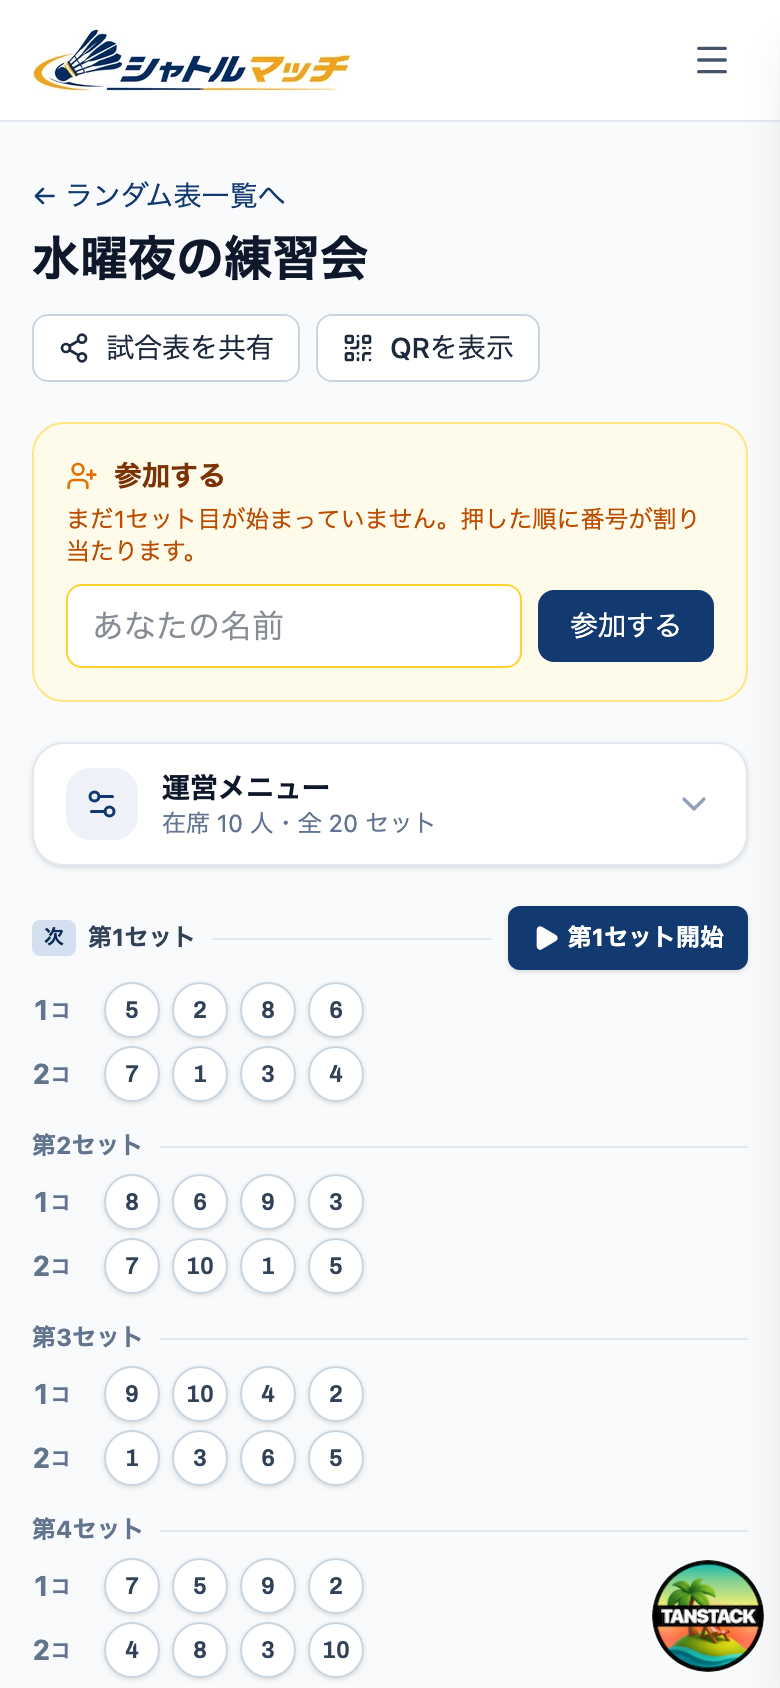 シャトルマッチ
← ランダム表一覧へ
水曜夜の練習会
試合表を共有
QRを表示
参加する
まだ1セット目が始まっていません。押した順に番号が割り
当たります。
あなたの名前
参加する
運営メニュー
在席 10 人・全 20 セット
次 第1セット
第1セット開始
1コ 5 2 8 6
2コ 7 1 3 4
第2セット
1コ 8 6 9 3
2コ 7 10 1 5
第3セット
1コ 9 10 4 2
2コ 1 3 6 5
第4セット
1コ 7 5 9 2
2コ 4 8 3 10
TANSTACK